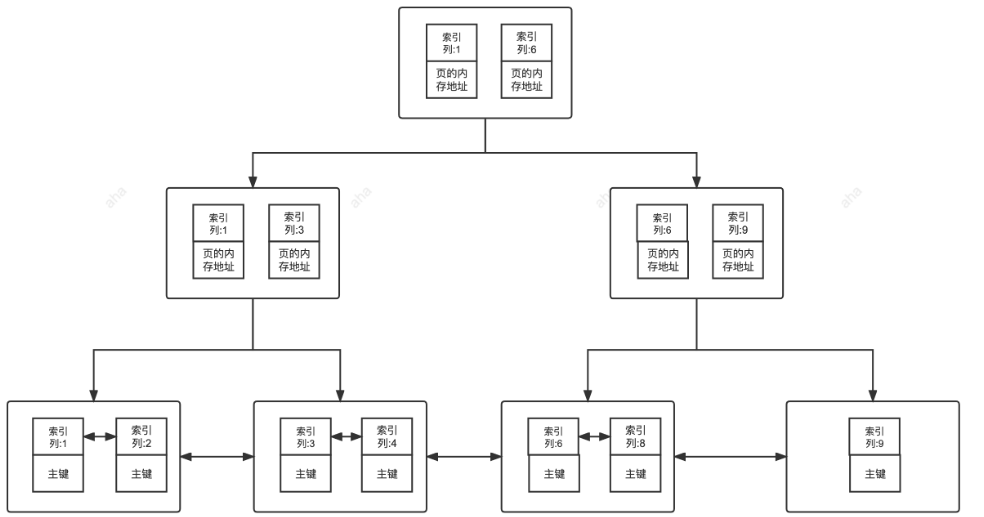 索引
列:1
索引
列:6
页的内
存地址
页的内
存地址
aha
aha
aha
aha
索引
列:1
索引
列:3
页的内
存地址
页的内
存地址
索引
列:6
索引
列:9
页的内
存地址
页的内
存地址
索引
列:1
索引
列:2
主键
主键
索引
列:3
索引
列:4
主键
主键
索引
列:6
索引
列:8
主键
主键
索引
列:9
主键